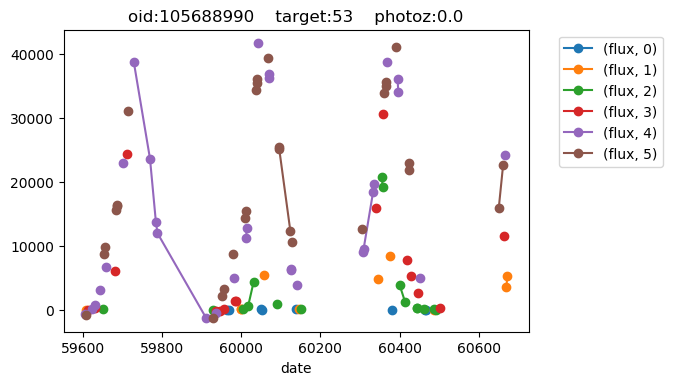 oid:105688990    target:53    photoz:0.0
40000
30000
20000
10000
0
59600 59800 60000 60200 60400 60600
date
(flux, 0)
(flux, 1)
(flux, 2)
(flux, 3)
(flux, 4)
(flux, 5)